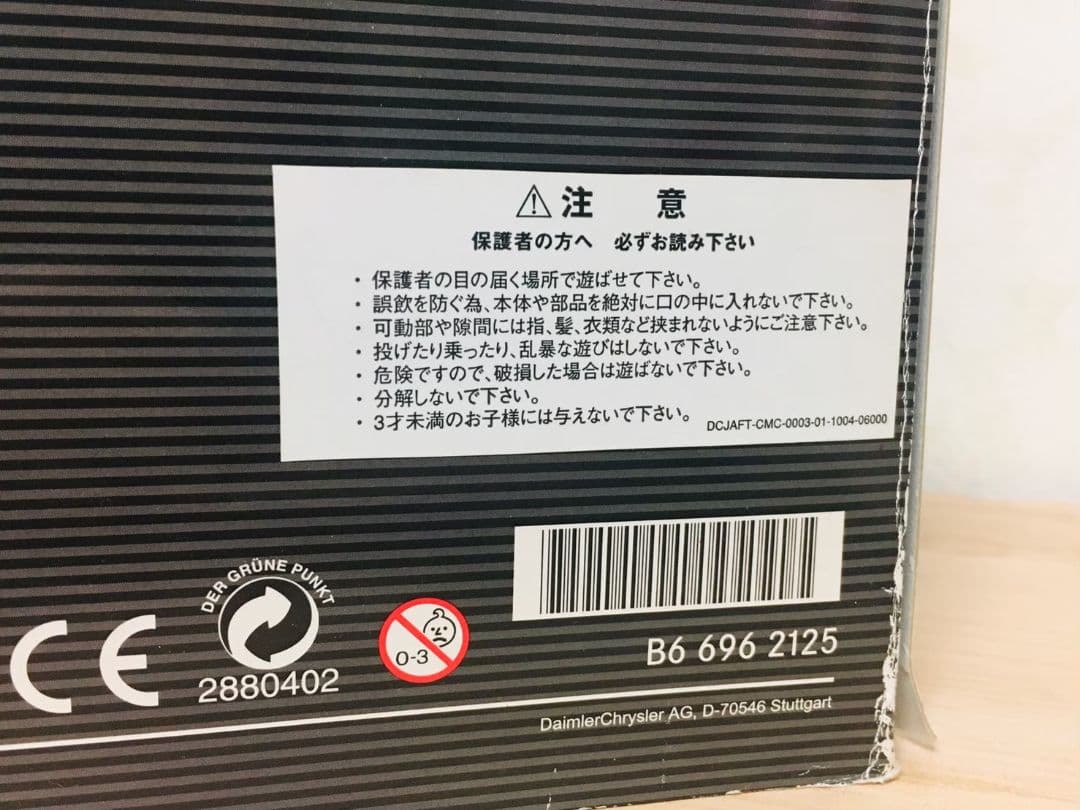 ⚠注 意
保護者の方へ 必ずお読み下さい
・保護者の目の届く場所で遊ばせて下さい。
・誤飲を防ぐ為、本体や部品を絶対に口の中に入れないで下さい。
・可動部や隙間には指、髪、衣類など挟まれないようにご注意下さい。
・投げたり乗ったり、乱暴な遊びはしないで下さい。
・危険ですので、破損した場合は遊ばないで下さい。
・分解しないで下さい。
・3才未満のお子様には与えないで下さい。
DCJAFT-CMC-0003-01-1004-06000
DER GRÜNE PUNKT
CE
2880402
0-3
B6 696 2125
DaimlerChrysler AG, D-70546 Stuttgart